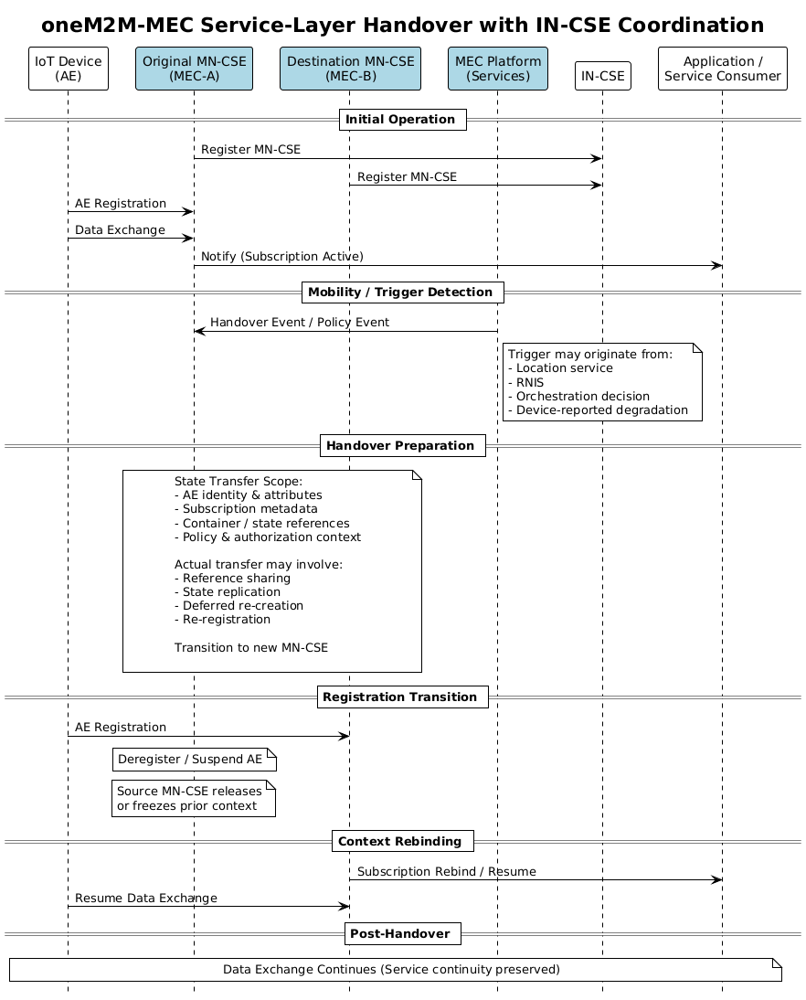 oneM2M-MEC Service-Layer Handover with IN-CSE Coordination
IoT Device
(AE)
Original MN-CSE
(MEC-A)
Destination MN-CSE
(MEC-B)
MEC Platform
(Services)
IN-CSE
Application /
Service Consumer
Initial Operation
Register MN-CSE
Register MN-CSE
AE Registration
Data Exchange
Notify (Subscription Active)
Mobility / Trigger Detection
Handover Event / Policy Event
Trigger may originate from:
- Location service
- RNIS
- Orchestration decision
- Device-reported degradation
Handover Preparation
State Transfer Scope:
- AE identity & attributes
- Subscription metadata
- Container / state references
- Policy & authorization context
Actual transfer may involve:
- Reference sharing
- State replication
- Deferred re-creation
- Re-registration
Transition to new MN-CSE
Registration Transition
AE Registration
Deregister / Suspend AE
Source MN-CSE releases
or freezes prior context
Context Rebinding
Subscription Rebind / Resume
Resume Data Exchange
Post-Handover
Data Exchange Continues (Service continuity preserved)